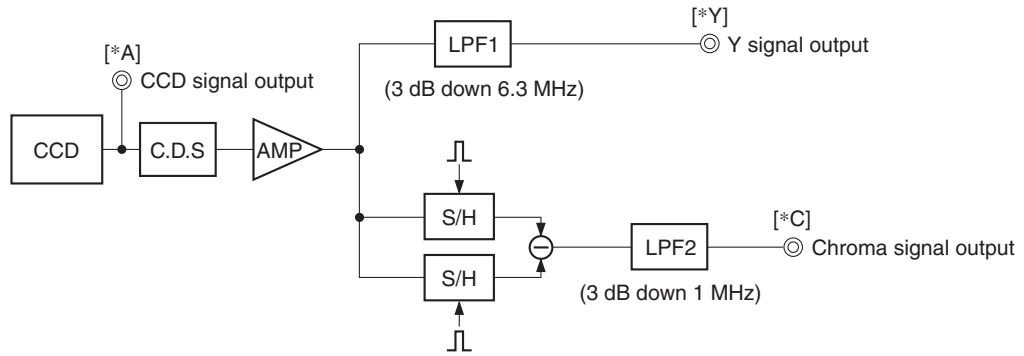 [*Y]
LPF1
Y signal output
(3 dB down 6.3 MHz)
[*A]
CCD signal output
CCD
C.D.S
AMP
S/H
S/H
[*C]
LPF2
Chroma signal output
(3 dB down 1 MHz)